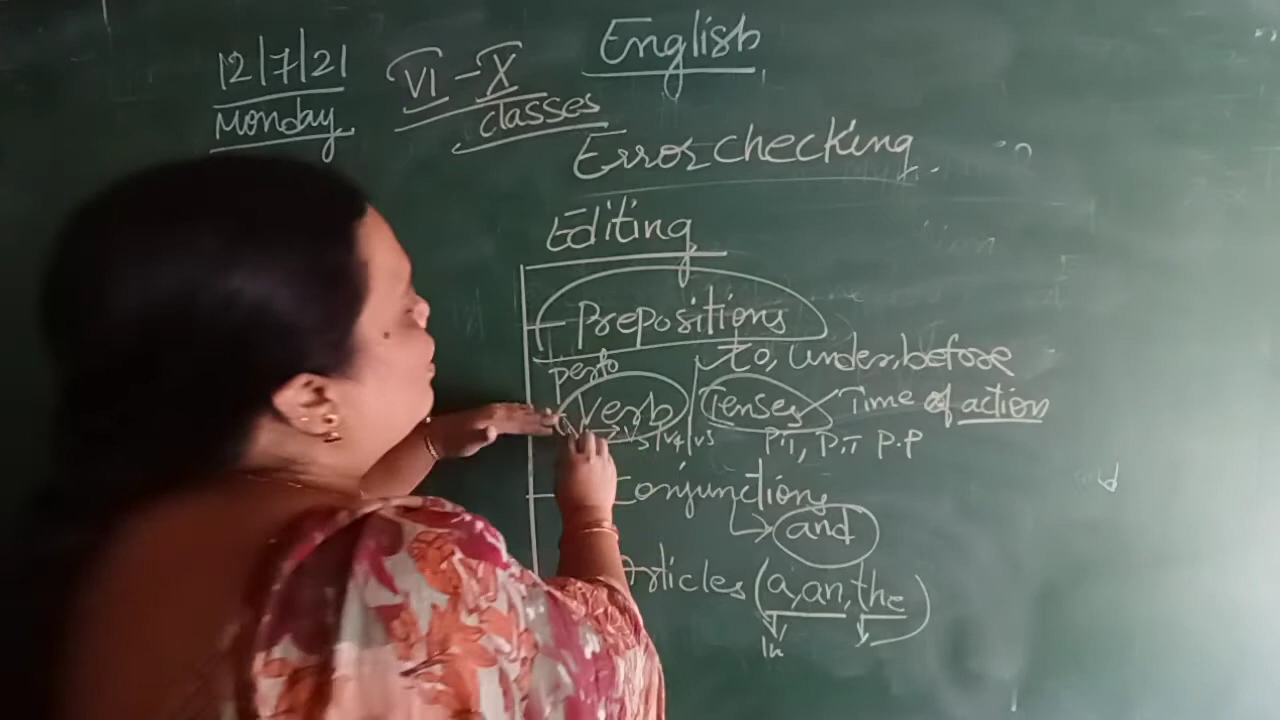 12/7/21
Monday
VI - X
classes
English
Error checking
Editing
Prepositions
to, under, before
Verb | Tenses Time of action
P.T, P.T P.P
Conjunctions
and
Articles (a, an, the)
In